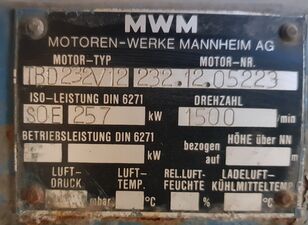 MWM
MOTOREN-WERKE MANNHEIM AG
MOTOR-TYP MOTOR-NR.
TBD232V12 232.12.05223
ISO-LEISTUNG DIN 6271 DREHZAHL
SOF 257 kW 1500 /min
BETRIEBSLEISTUNG DIN 6271 HÖHE über NN
kW bezogen auf m
LUFT- LUFT- REL.LUFT- LADELUFT-
DRUCK TEMP. FEUCHTE KÜHLMITTELTEMP.
mbar °C % °C